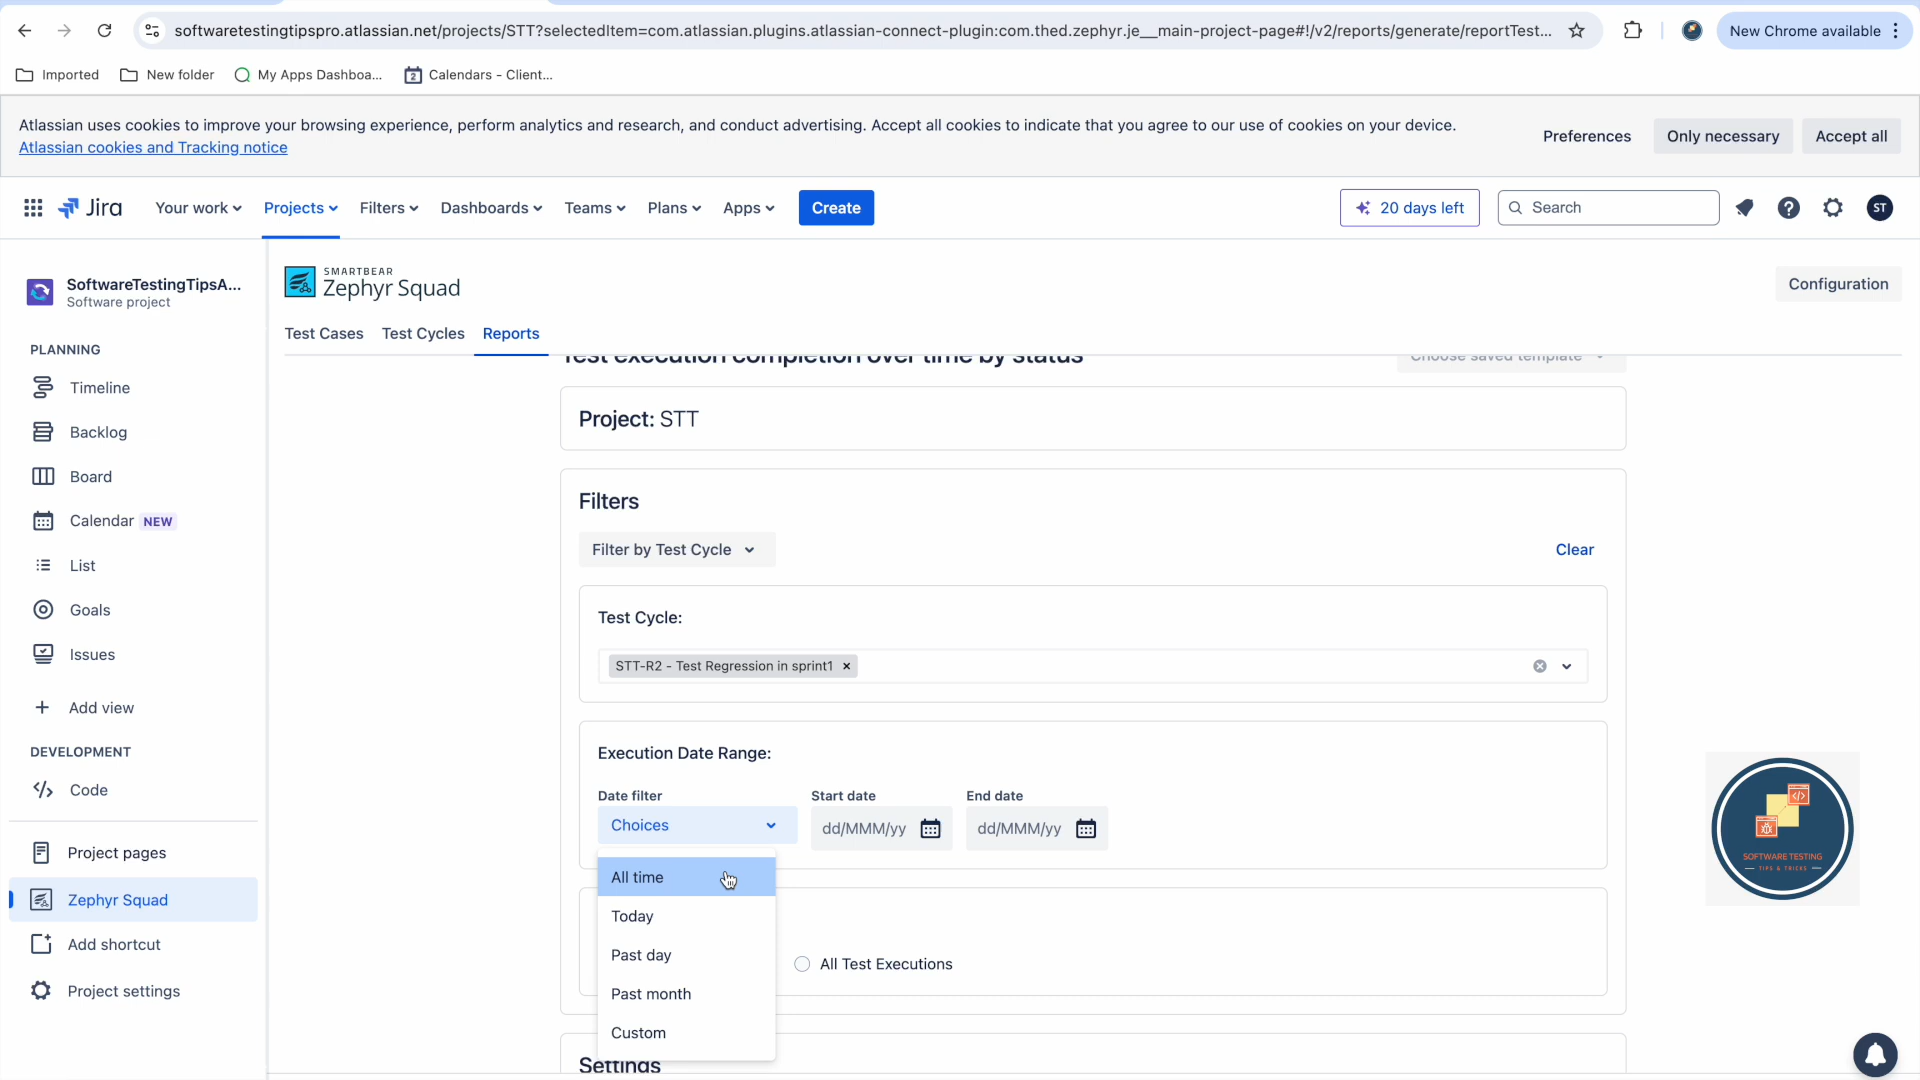 softwaretestingtipspro.atlassian.net/projects/STT?selectedItem=com.atlassian.plugins.atlassian-connect-plugin:com.thed.zephyr.je__main-project-page#!/v2/reports/generate/reportTest...
New Chrome available
Imported
New folder
My Apps Dashboa...
2 Calendars - Client...
Atlassian uses cookies to improve your browsing experience, perform analytics and research, and conduct advertising. Accept all cookies to indicate that you agree to our use of cookies on your device.
Atlassian cookies and Tracking notice
Preferences
Only necessary
Accept all
Jira
Your work
Projects
Filters
Dashboards
Teams
Plans
Apps
Create
20 days left
Search
ST
SoftwareTestingTipsA...
Software project
SMARTBEAR
Zephyr Squad
Configuration
Test Cases
Test Cycles
Reports
PLANNING
Timeline
Backlog
Board
Calendar NEW
List
Goals
Issues
Add view
DEVELOPMENT
Code
Project pages
Zephyr Squad
Add shortcut
Project settings
Test execution completion over time by status
Choose saved template
Project: STT
Filters
Filter by Test Cycle
Clear
Test Cycle:
STT-R2 - Test Regression in sprint1
Execution Date Range:
Date filter
Start date
End date
Choices
dd/MMM/yy
dd/MMM/yy
All time
Today
Past day
Past month
Custom
All Test Executions
Settings
SOFTWARE TESTING
TIPS & TRICKS